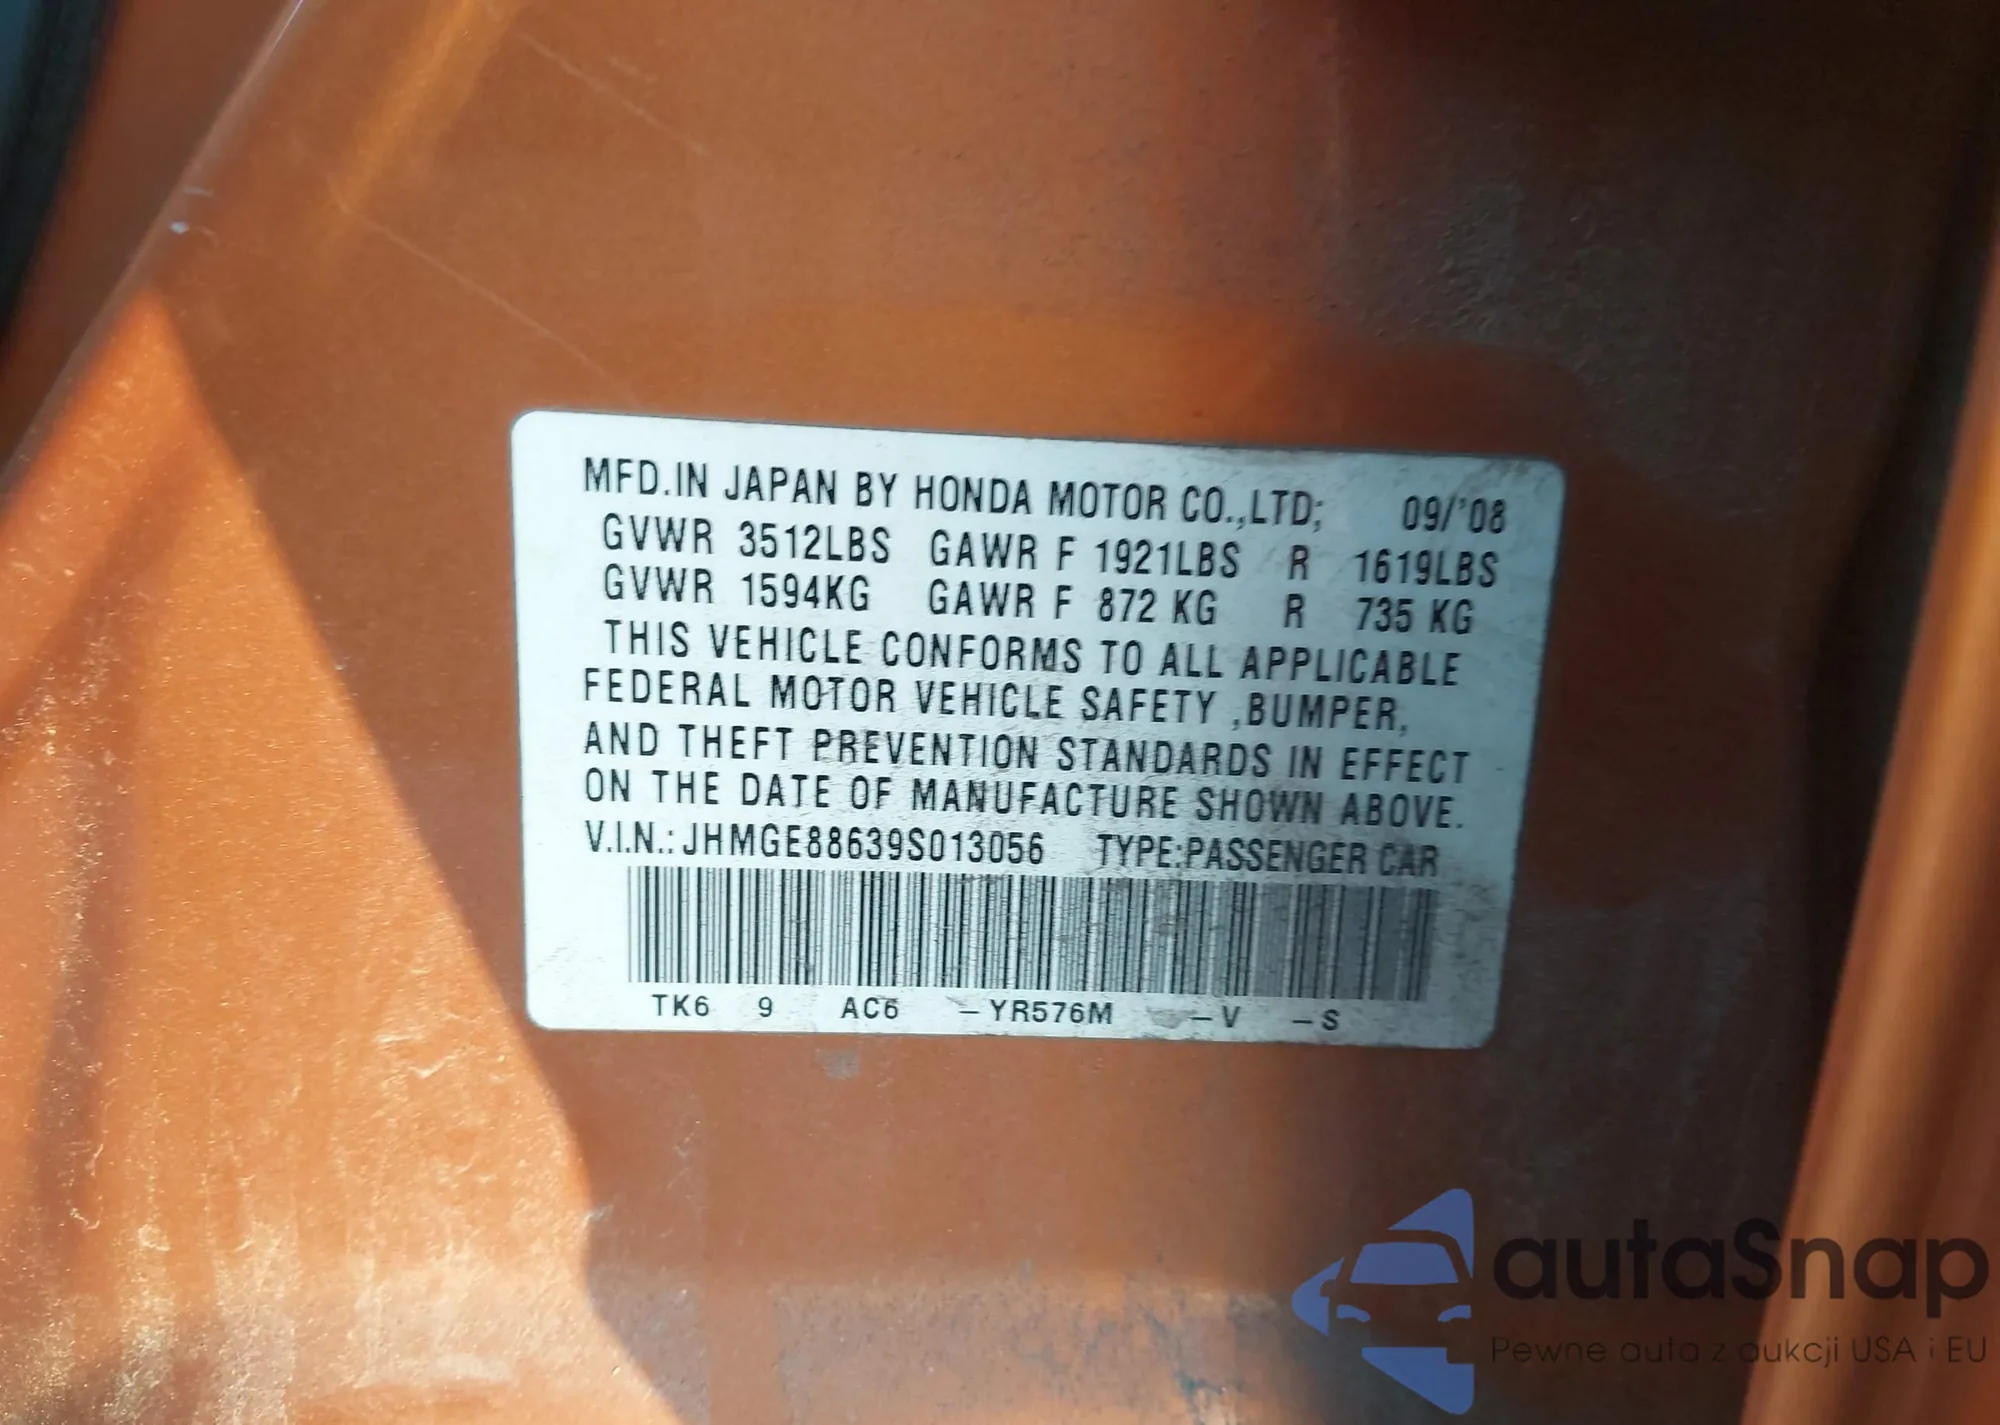 MFD.IN JAPAN BY HONDA MOTOR CO.,LTD; 09/'08
GVWR 3512LBS GAWR F 1921LBS R 1619LBS
GVWR 1594KG GAWR F 872 KG R 735 KG
THIS VEHICLE CONFORMS TO ALL APPLICABLE
FEDERAL MOTOR VEHICLE SAFETY ,BUMPER,
AND THEFT PREVENTION STANDARDS IN EFFECT
ON THE DATE OF MANUFACTURE SHOWN ABOVE.
V.I.N.: JHMGE88639S013056 TYPE:PASSENGER CAR
TK6 9 AC6 –YR576M –V –S
autaSnap
Pewne auta z aukcji USA i EU